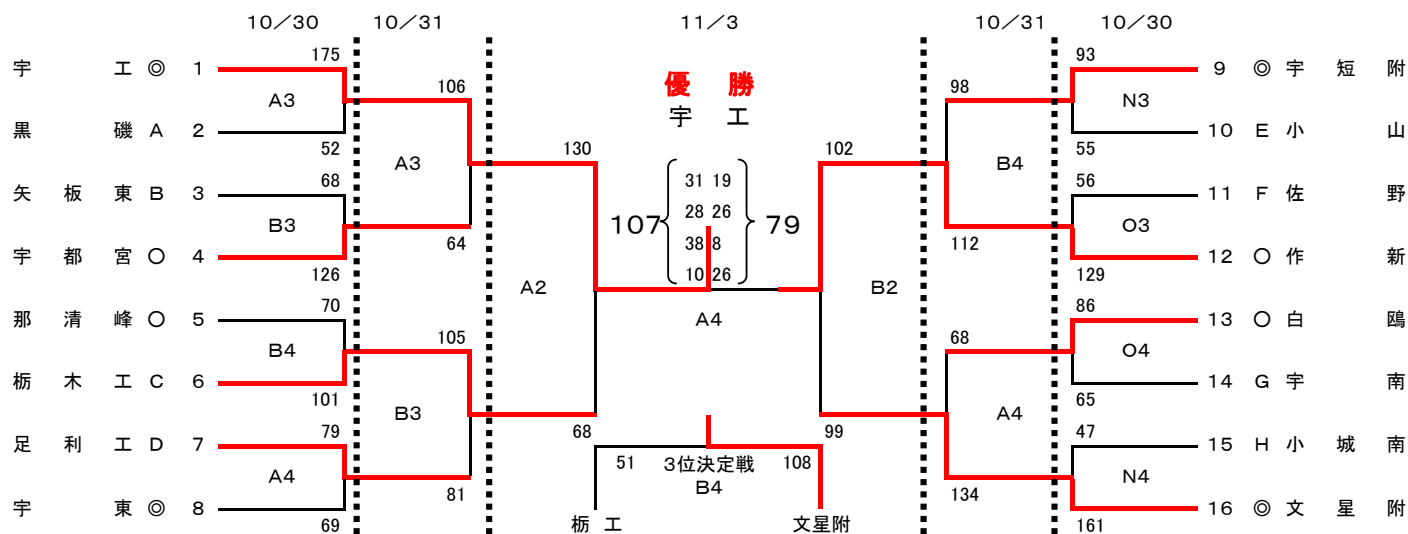 10／30 10／31 11／3 10／31 10／30
宇 工 ◎ 1 175 93 9 ◎ 宇 短 附
優 勝
A3 106 98 N3
宇 工
黒 磯 A 2 10 E 小 山
52 55
A3 130 102 B4
矢 板 東 B 3 68 31 19 56 11 F 佐 野
B3 107 28 26 79 O3
64 38 8 112
宇 都 宮 〇 4 12 〇 作 新
126 10 26 129
A2 B2
那 清 峰 〇 5 70 A4 86 13 〇 白 鴎
B4 105 68 O4
栃 木 工 C 6 14 G 宇 南
101 65
B3 A4
足 利 工 D 7 79 68 99 47 15 H 小 城 南
51 3位決定戦 108
A4 81 B4 134 N4
宇 東 ◎ 8 16 ◎ 文 星 附
69 栃 工 文星附 161